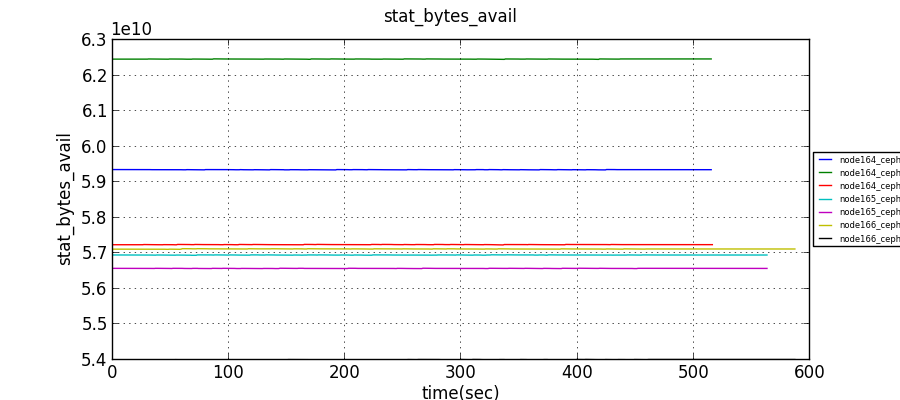 stat_bytes_avail
1e10
6.3
6.2
6.1
6.0
5.9
5.8
5.7
5.6
5.5
5.4
stat_bytes_avail
0 100 200 300 400 500 600
time(sec)
node164_ceph
node164_ceph
node164_ceph
node165_ceph
node165_ceph
node166_ceph
node166_ceph